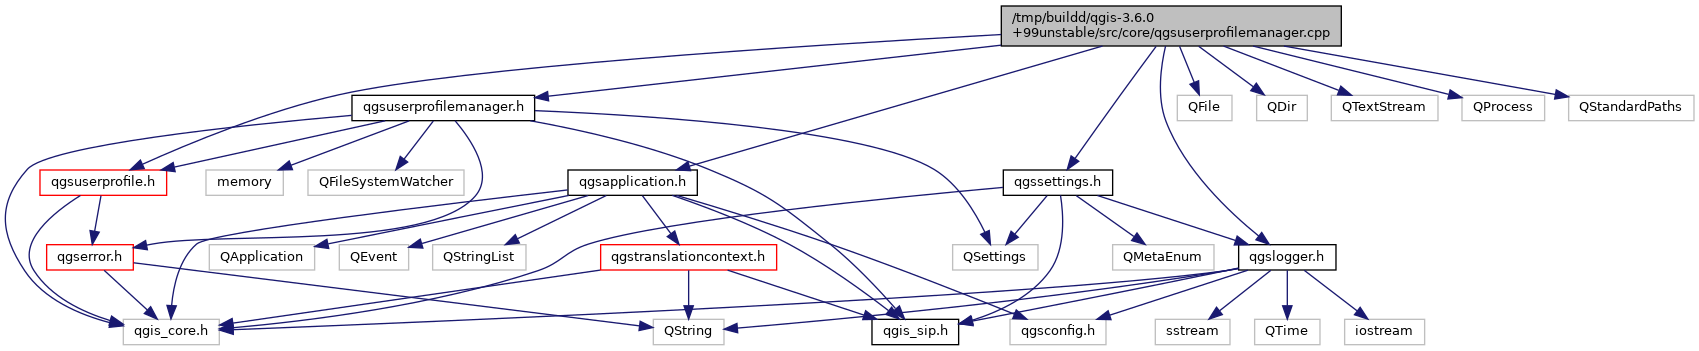 /tmp/buildd/qgis-3.6.0
+99unstable/src/core/qgsuserprofilemanager.cpp
qgsuserprofilemanager.h
QFile
QDir
QTextStream
QProcess
QStandardPaths
qgsuserprofile.h
memory
QFileSystemWatcher
qgsapplication.h
qgssettings.h
qgserror.h
QApplication
QEvent
QStringList
qgstranslationcontext.h
QSettings
QMetaEnum
qgslogger.h
qgis_core.h
QString
qgis_sip.h
qgsconfig.h
sstream
QTime
iostream